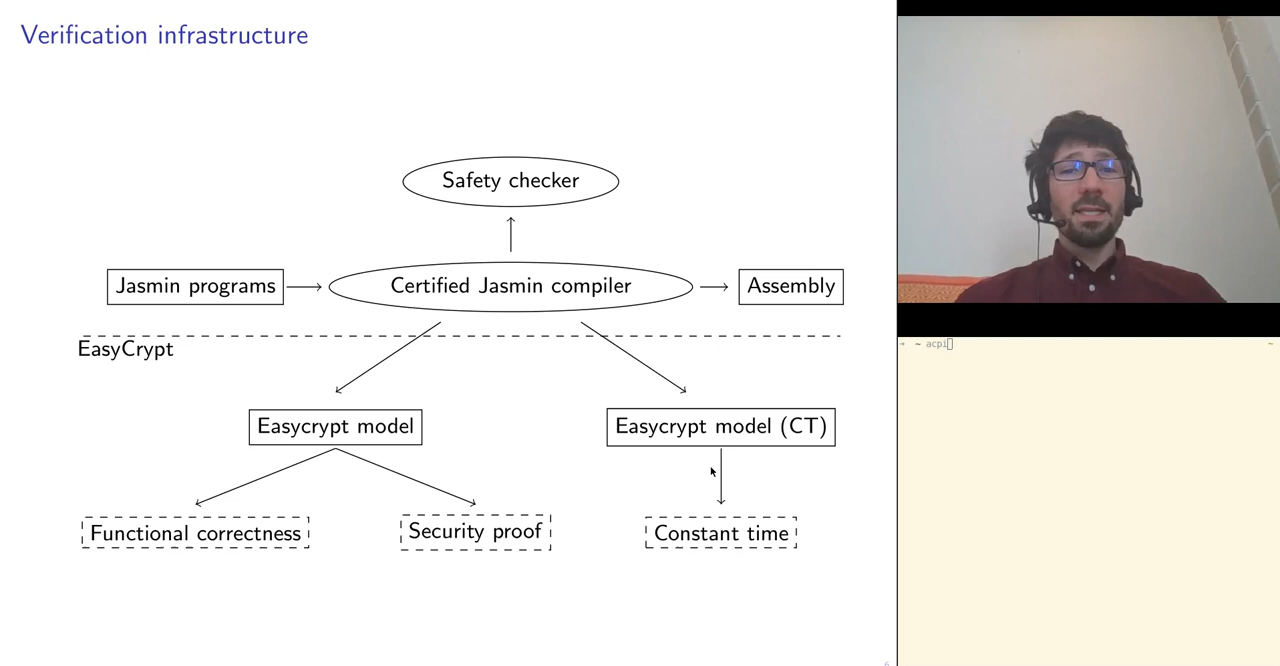 Verification infrastructure
Safety checker
Jasmin programs
Certified Jasmin compiler
Assembly
EasyCrypt
Easycrypt model
Easycrypt model (CT)
Functional correctness
Security proof
Constant time
6
→ ~ acpi ~